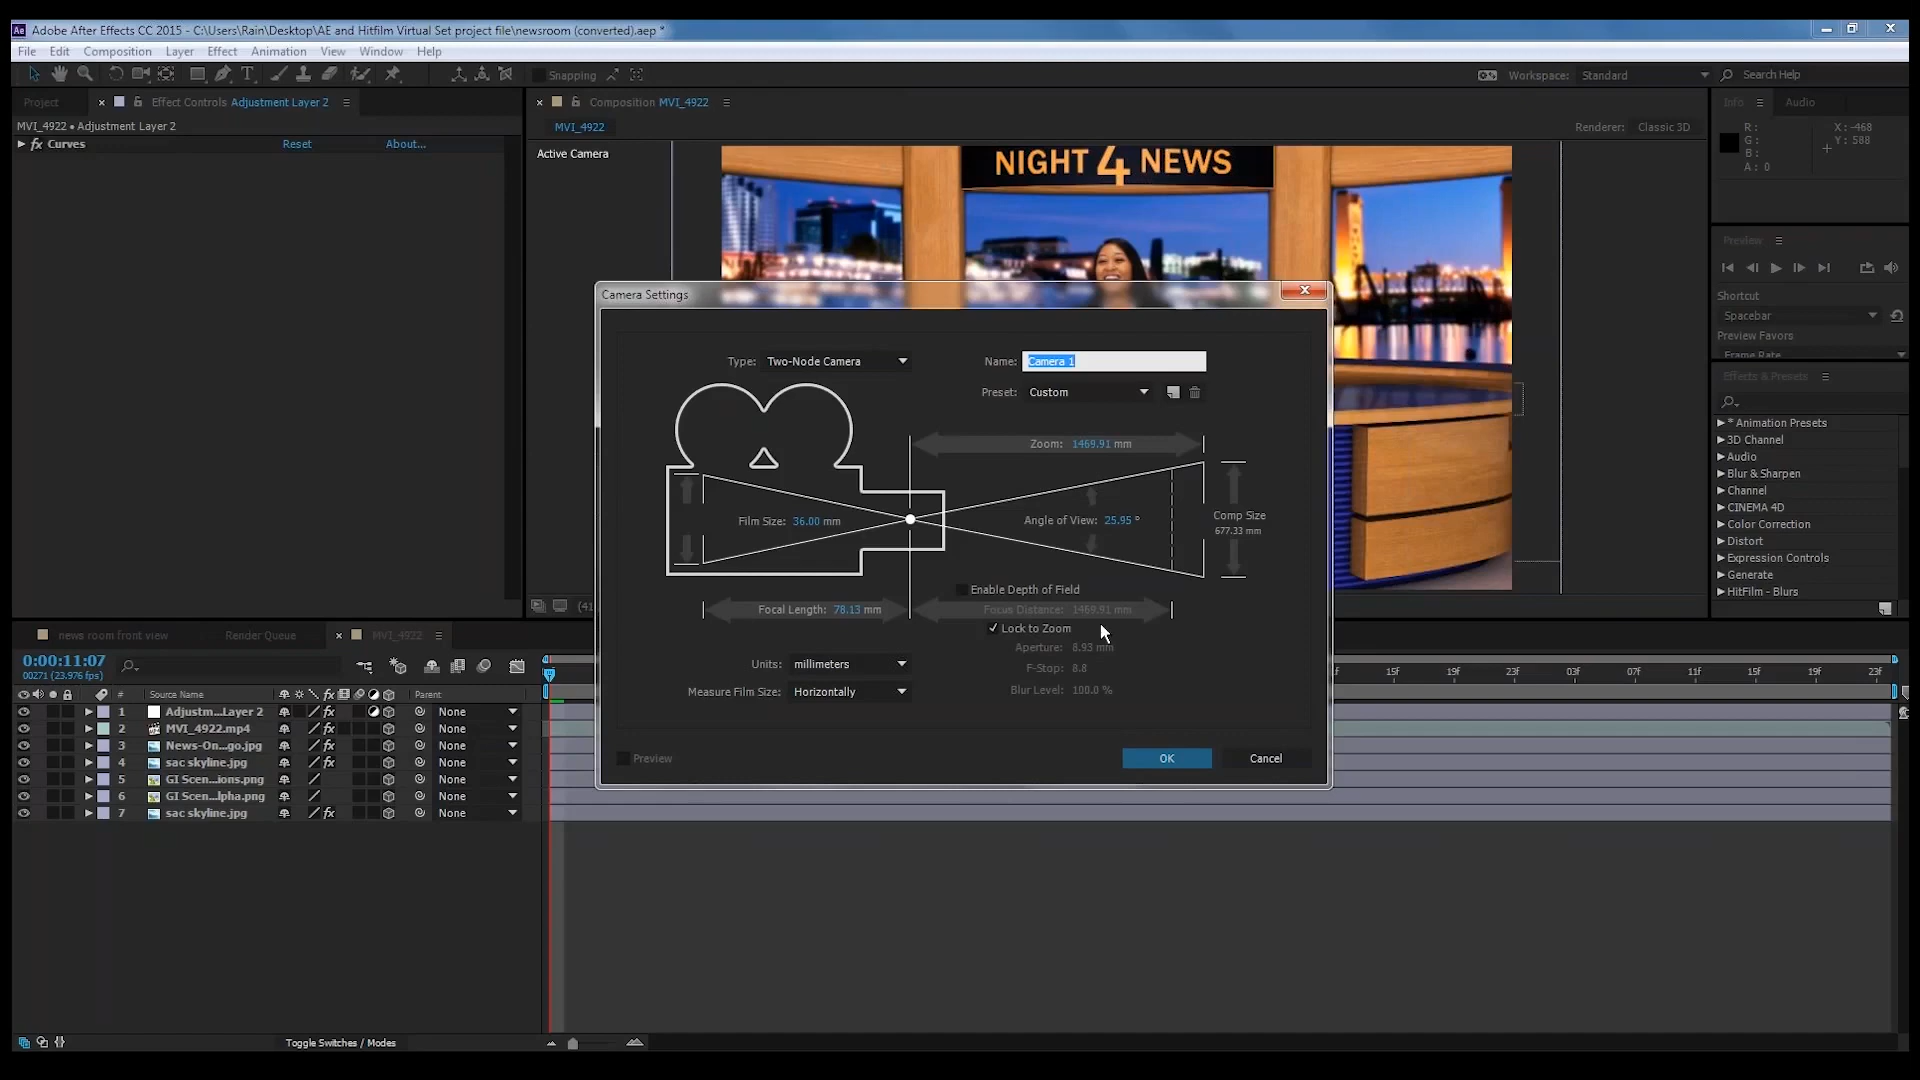 Adobe After Effects CC 2015 - C:\Users\Rain\Desktop\AE and Hitfilm Virtual Set project file\newsroom (converted).aep *
File Edit Composition Layer Effect Animation View Window Help
Snapping
Workspace: Standard Search Help
Project × Effect Controls Adjustment Layer 2
× Composition MVI_4922
Info Audio
MVI_4922 • Adjustment Layer 2
MVI_4922
Renderer: Classic 3D
R: X: -468
G: Y: 588
B:
A: 0
fx Curves Reset About...
Active Camera
NIGHT 4 NEWS
Preview
Shortcut
Spacebar
Preview Favors
Frame Rate
Effects & Presets
* Animation Presets
3D Channel
Audio
Blur & Sharpen
Channel
CINEMA 4D
Color Correction
Distort
Expression Controls
Generate
HitFilm - Blurs
Camera Settings
Type: Two-Node Camera Name: Camera 1
Preset: Custom
Zoom: 1469.91 mm
Film Size: 36.00 mm Angle of View: 25.95 ° Comp Size
677.33 mm
Enable Depth of Field
Focal Length: 78.13 mm Focus Distance: 1469.91 mm
Lock to Zoom
Aperture: 8.93 mm
Units: millimeters F-Stop: 8.8
Measure Film Size: Horizontally Blur Level: 100.0 %
Preview OK Cancel
(41
news room front view Render Queue × MVI_4922
0:00:11:07
00271 (23.976 fps)
15f 19f 23f 03f 07f 11f 15f 19f 23f
# Source Name fx Parent
1 Adjustm...Layer 2 fx None
2 MVI_4922.mp4 fx None
3 News-On...go.jpg fx None
4 sac skyline.jpg fx None
5 GI Scen...ions.png None
6 GI Scen...lpha.png None
7 sac skyline.jpg fx None
Toggle Switches / Modes